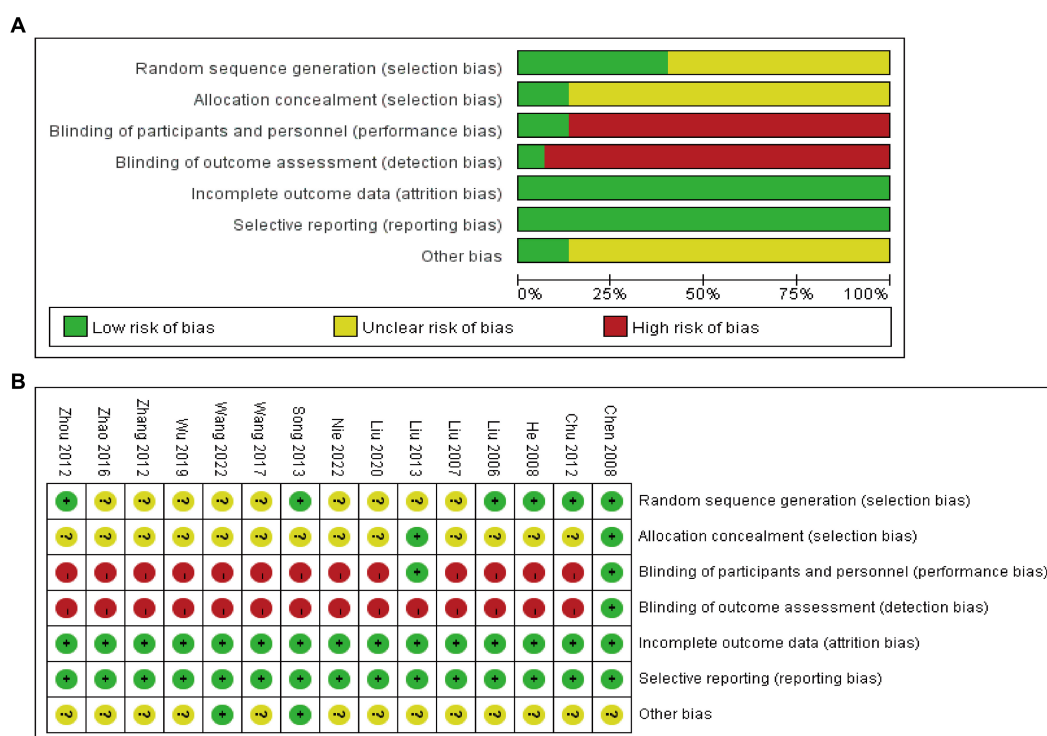 A
Random sequence generation (selection bias)
Allocation concealment (selection bias)
Blinding of participants and personnel (performance bias)
Blinding of outcome assessment (detection bias)
Incomplete outcome data (attrition bias)
Selective reporting (reporting bias)
Other bias
0% 25% 50% 75% 100%
Low risk of bias Unclear risk of bias High risk of bias
B
Zhou 2012 Zhao 2016 Zhang 2012 Wu 2019 Wang 2022 Wang 2017 Song 2013 Nie 2022 Liu 2020 Liu 2013 Liu 2007 Liu 2006 He 2008 Chu 2012 Chen 2008
+ ? ? ? ? ? + ? ? ? ? + + + + Random sequence generation (selection bias)
? ? ? ? ? ? ? ? ? + ? ? ? ? + Allocation concealment (selection bias)
– – – – – – – – – + – – – – + Blinding of participants and personnel (performance bias)
– – – – – – – – – – – – – – + Blinding of outcome assessment (detection bias)
+ + + + + + + + + + + + + + + Incomplete outcome data (attrition bias)
+ + + + + + + + + + + + + + + Selective reporting (reporting bias)
? ? ? ? + ? + ? ? ? ? ? ? ? ? Other bias